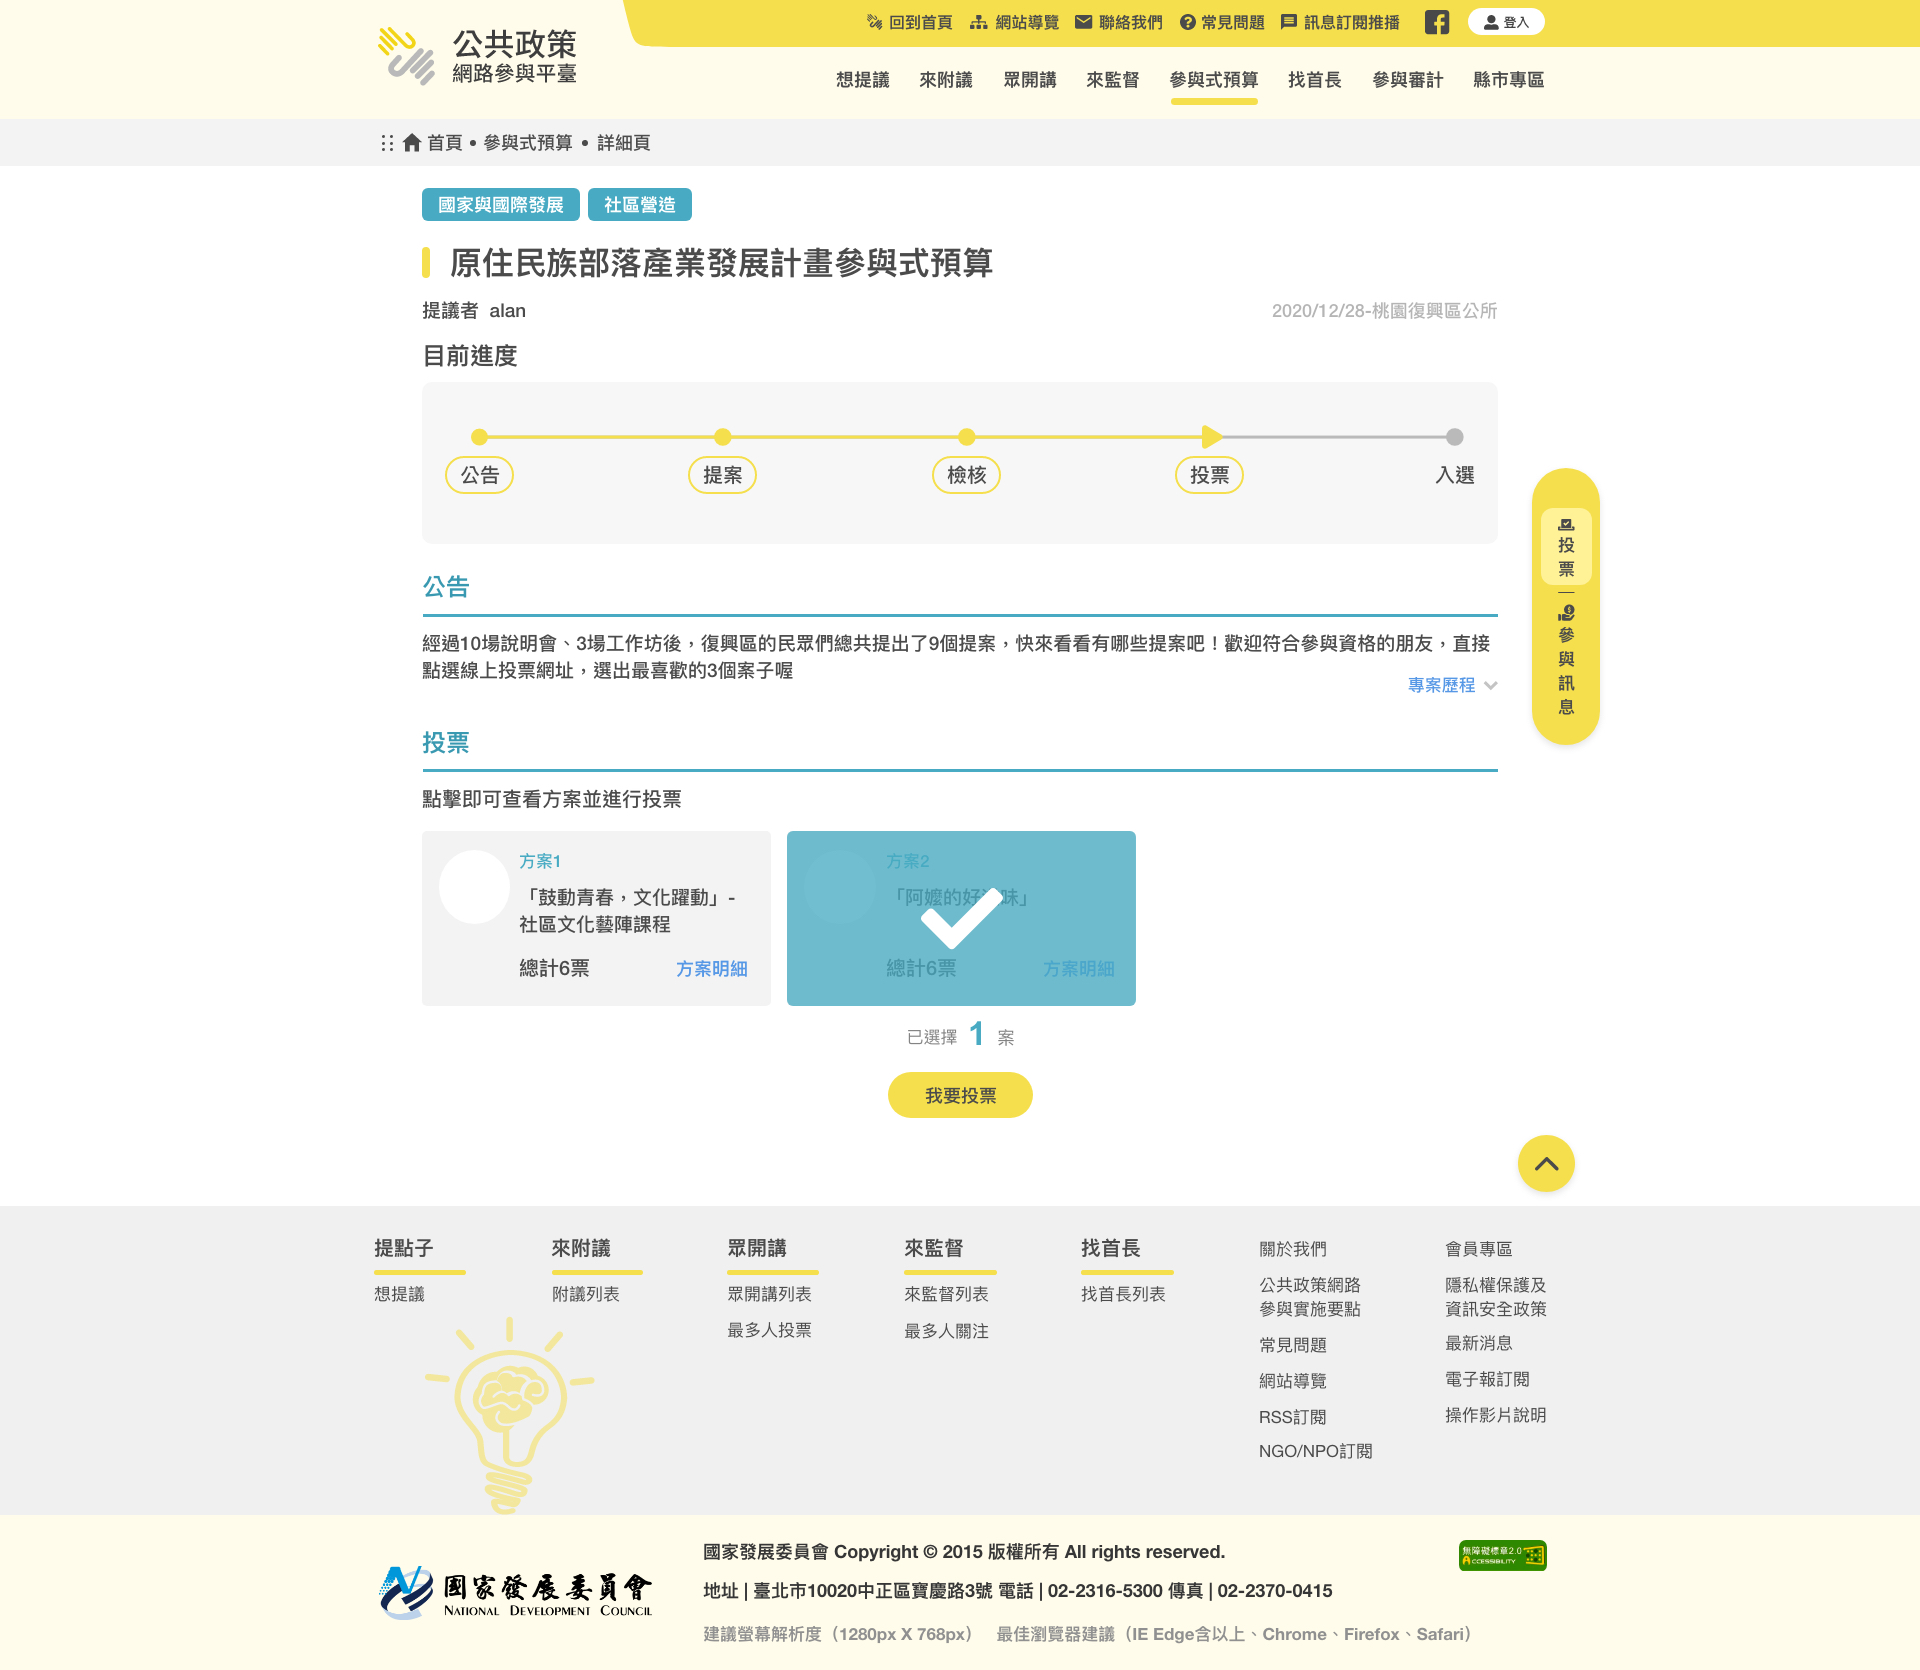 公共政策
網路參與平臺
回到首頁 網站導覽 聯絡我們 常見問題 訊息訂閱推播 登入
想提議 來附議 眾開講 來監督 參與式預算 找首長 參與審計 縣市專區
首頁 • 參與式預算 • 詳細頁
國家與國際發展 社區營造
原住民族部落產業發展計畫參與式預算
提議者 alan
2020/12/28-桃園復興區公所
目前進度
公告 提案 檢核 投票 入選
公告
經過10場說明會、3場工作坊後，復興區的民眾們總共提出了9個提案，快來看看有哪些提案吧！歡迎符合參與資格的朋友，直接
點選線上投票網址，選出最喜歡的3個案子喔
專案歷程
投票
參與訊息
投票
點擊即可查看方案並進行投票
方案1
「鼓動青春，文化躍動」-
社區文化藝陣課程
總計6票 方案明細
方案2
「阿嬤的好味」
總計6票 方案明細
已選擇 1 案
我要投票
提點子
想提議
來附議
附議列表
眾開講
眾開講列表
最多人投票
來監督
來監督列表
最多人關注
找首長
找首長列表
關於我們
公共政策網路
參與實施要點
常見問題
網站導覽
RSS訂閱
NGO/NPO訂閱
會員專區
隱私權保護及
資訊安全政策
最新消息
電子報訂閱
操作影片說明
國家發展委員會
NATIONAL DEVELOPMENT COUNCIL
國家發展委員會 Copyright © 2015 版權所有 All rights reserved.
地址 | 臺北市10020中正區寶慶路3號 電話 | 02-2316-5300 傳真 | 02-2370-0415
建議螢幕解析度（1280px X 768px） 最佳瀏覽器建議（IE Edge含以上、Chrome、Firefox、Safari）
無障礙標章2.0
ACCESSIBILITY